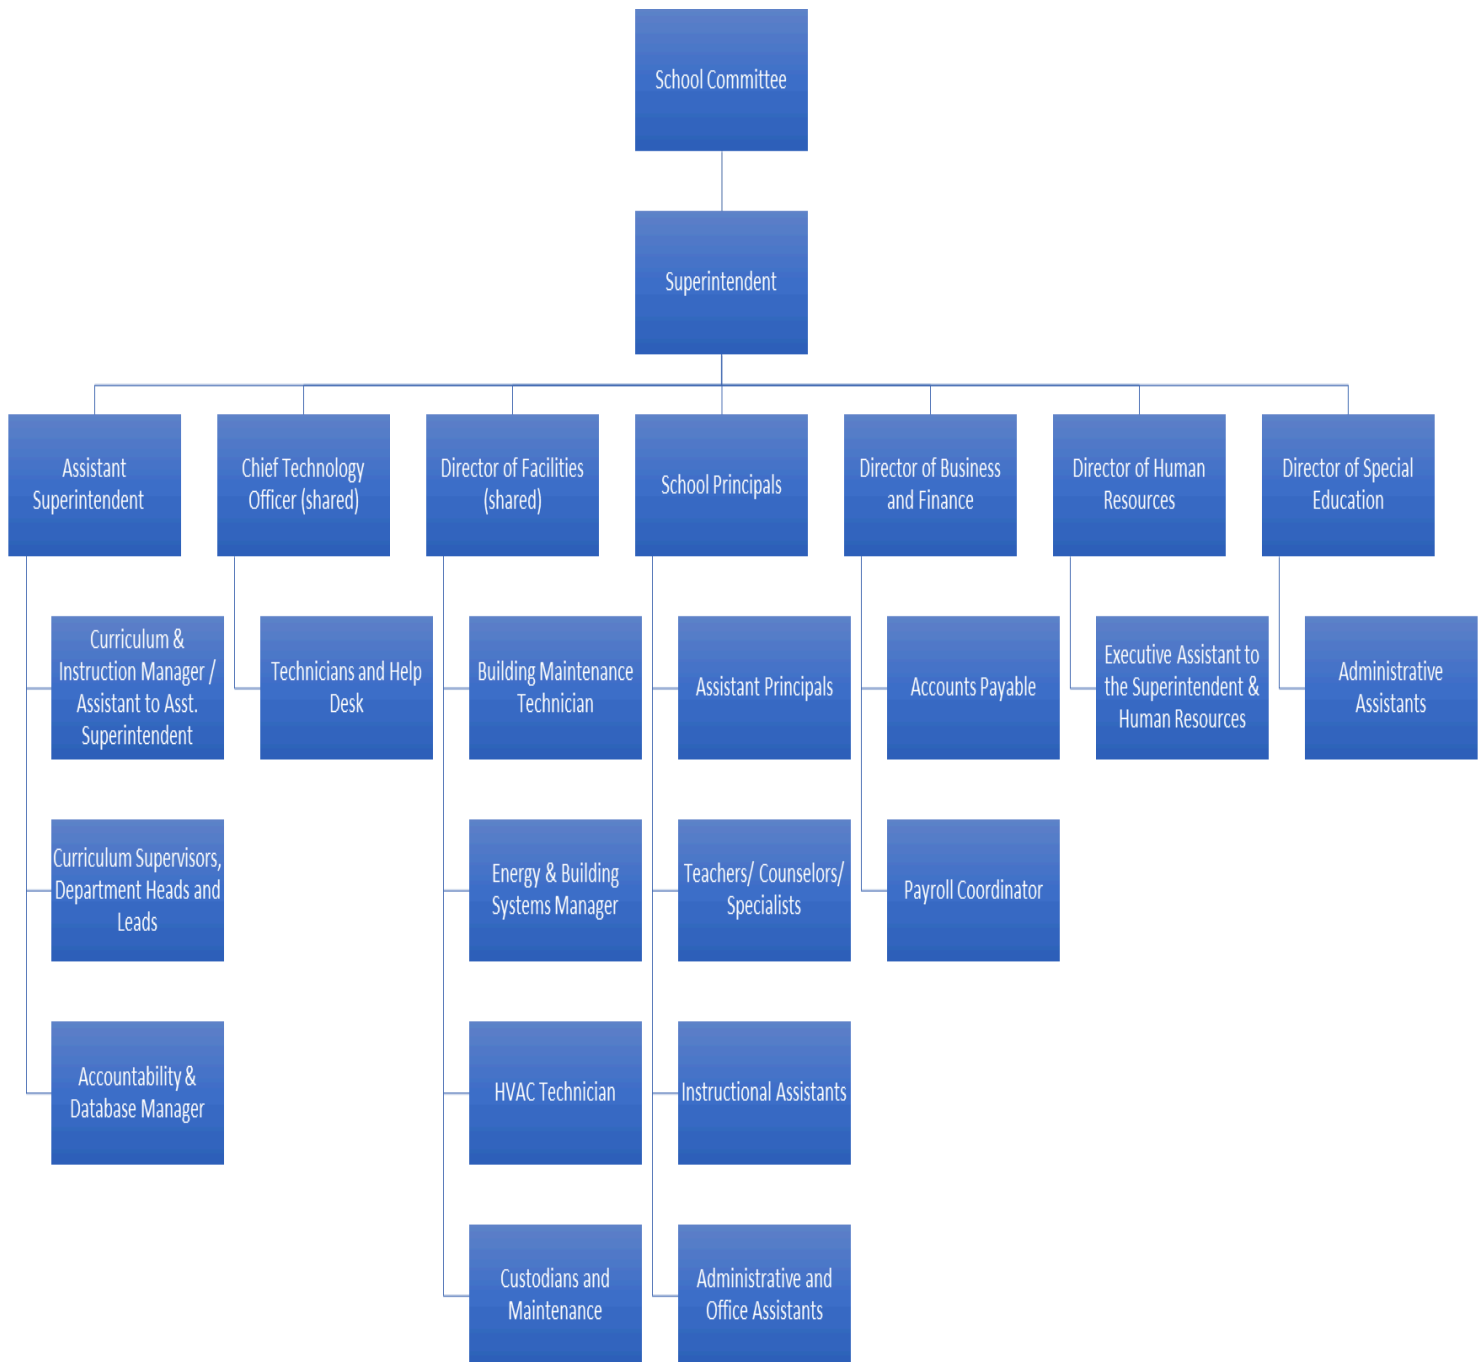 School Committee
Superintendent
Assistant
Superintendent
Chief Technology
Officer (shared)
Director of Facilities
(shared)
School Principals
Director of Business
and Finance
Director of Human
Resources
Director of Special
Education
Curriculum &
Instruction Manager /
Assistant to Asst.
Superintendent
Technicians and Help
Desk
Building Maintenance
Technician
Assistant Principals
Accounts Payable
Executive Assistant to
the Superintendent &
Human Resources
Administrative
Assistants
Curriculum Supervisors,
Department Heads and
Leads
Energy & Building
Systems Manager
Teachers/ Counselors/
Specialists
Payroll Coordinator
Accountability &
Database Manager
HVAC Technician
Instructional Assistants
Custodians and
Maintenance
Administrative and
Office Assistants